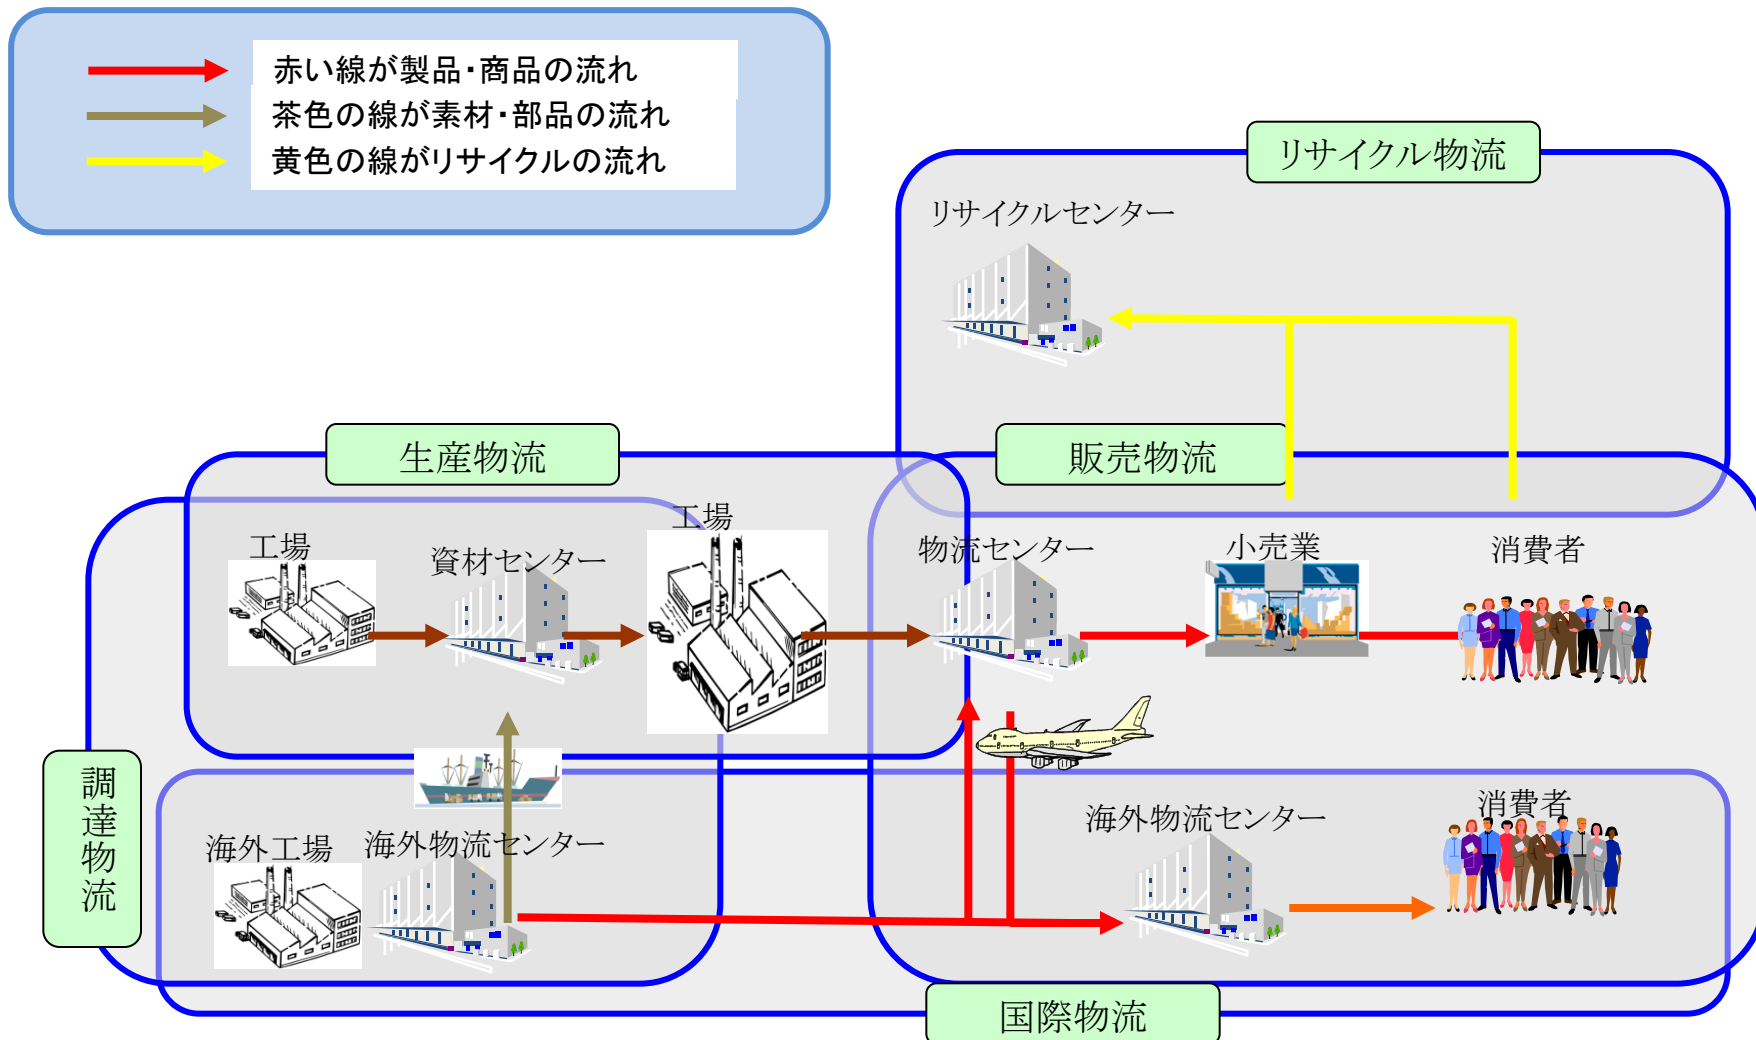 赤い線が製品・商品の流れ
茶色の線が素材・部品の流れ
黄色の線がリサイクルの流れ
リサイクル物流
リサイクルセンター
生産物流
販売物流
工場
資材センター
工場
物流センター
小売業
消費者
調達物流
海外工場
海外物流センター
海外物流センター
消費者
国際物流